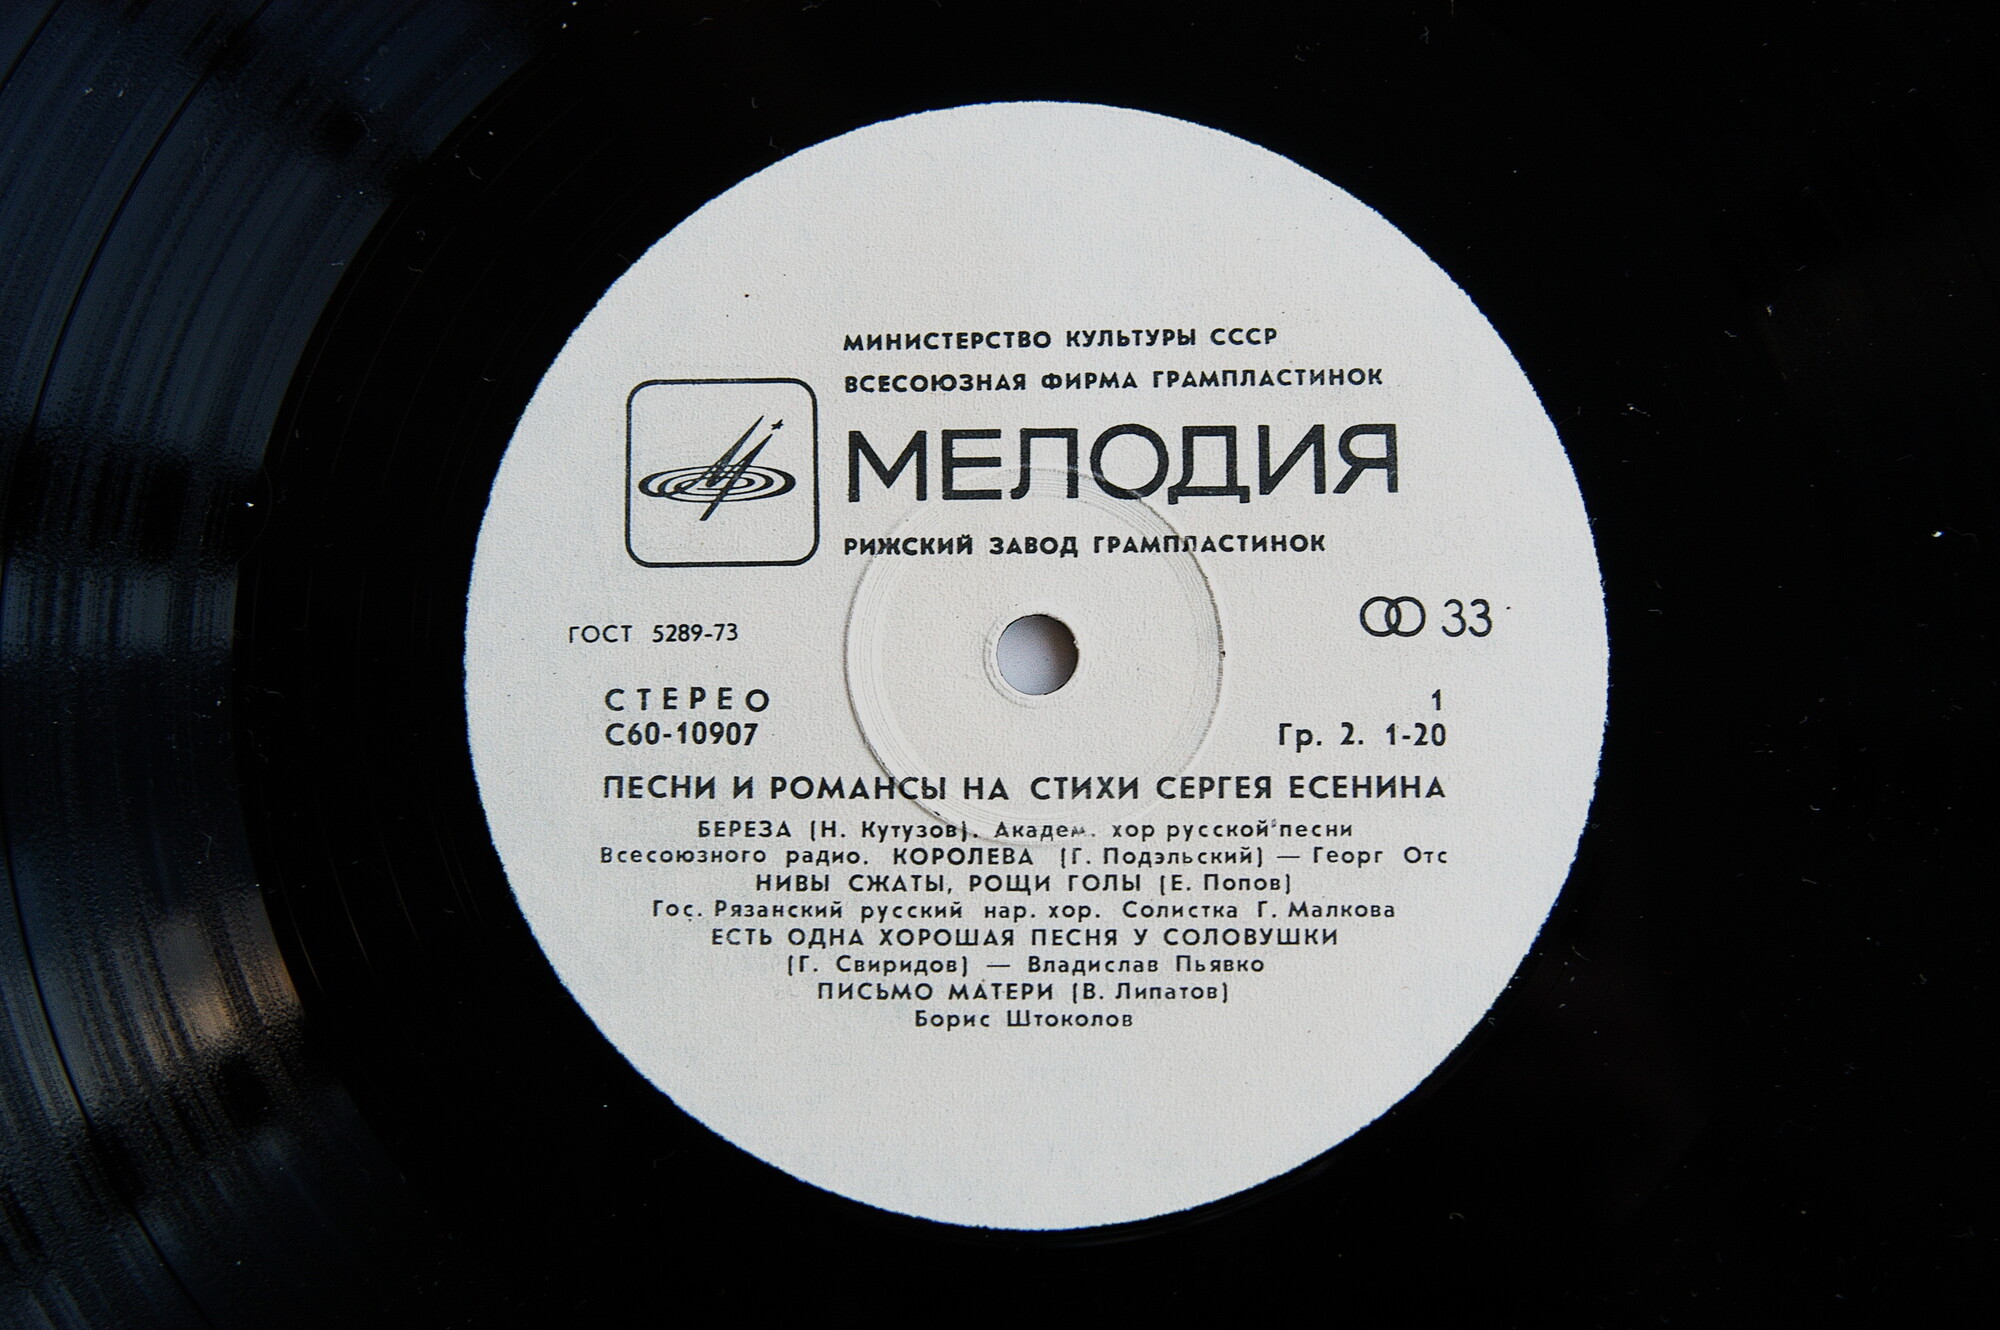 МИНИСТЕРСТВО КУЛЬТУРЫ СССР
ВСЕСОЮЗНАЯ ФИРМА ГРАМПЛАСТИНОК
МЕЛОДИЯ
РИЖСКИЙ ЗАВОД ГРАМПЛАСТИНОК
ГОСТ 5289-73
33
СТЕРЕО
1
С60-10907
Гр. 2. 1-20
ПЕСНИ И РОМАНСЫ НА СТИХИ СЕРГЕЯ ЕСЕНИНА
БЕРЕЗА (Н. Кутузов). Академ. хор русской песни
Всесоюзного радио. КОРОЛЕВА (Г. Подэльский) — Георг Отс
НИВЫ СЖАТЫ, РОЩИ ГОЛЫ (Е. Попов)
Гос. Рязанский русский нар. хор. Солистка Г. Малкова
ЕСТЬ ОДНА ХОРОШАЯ ПЕСНЯ У СОЛОВУШКИ
(Г. Свиридов) — Владислав Пьявко
ПИСЬМО МАТЕРИ (В. Липатов)
Борис Штоколов